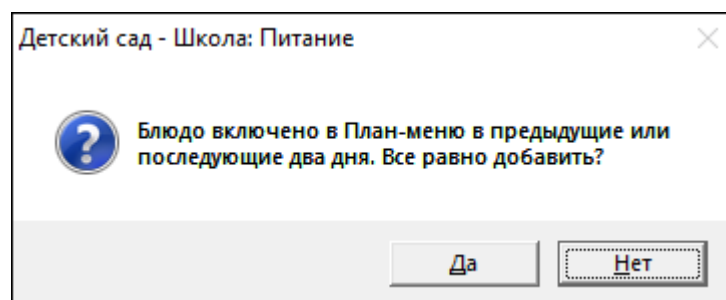 Детский сад - Школа: Питание
Блюдо включено в План-меню в предыдущие или
последующие два дня. Все равно добавить?
Да
Нет